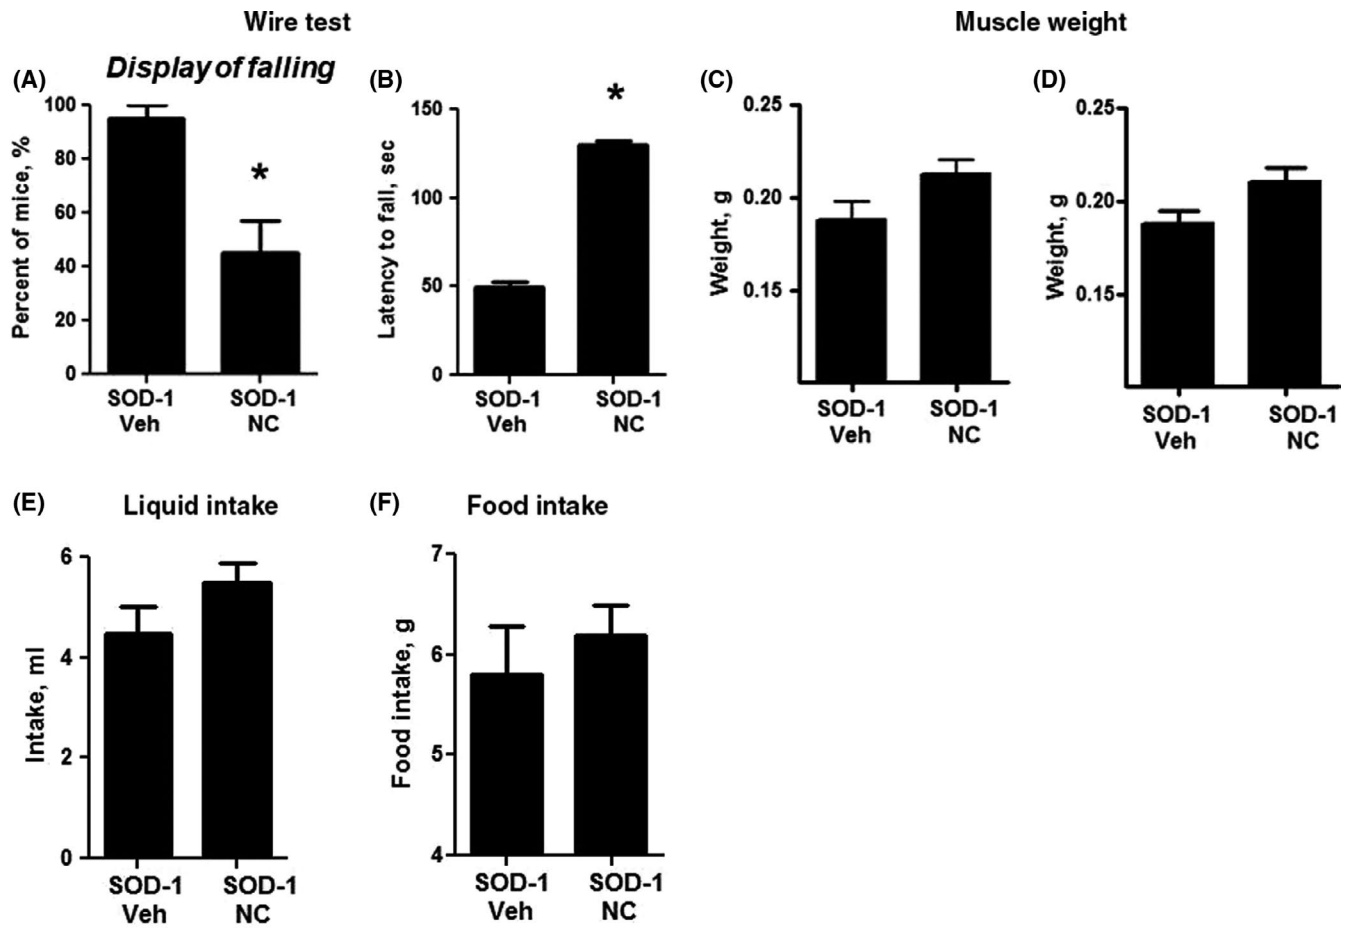 Wire test
Muscle weight
Display of falling
(A)
(B)
(C)
(D)
Percent of mice, %
100
80
60
40
20
0
*
SOD-1
Veh
SOD-1
NC
Latency to fall, sec
150
100
50
0
*
SOD-1
Veh
SOD-1
NC
Weight, g
0.25
0.20
0.15
SOD-1
Veh
SOD-1
NC
Weight, g
0.25
0.20
0.15
SOD-1
Veh
SOD-1
NC
(E)
Liquid intake
Intake, ml
6
4
2
0
SOD-1
Veh
SOD-1
NC
(F)
Food intake
Food intake, g
7
6
5
4
SOD-1
Veh
SOD-1
NC